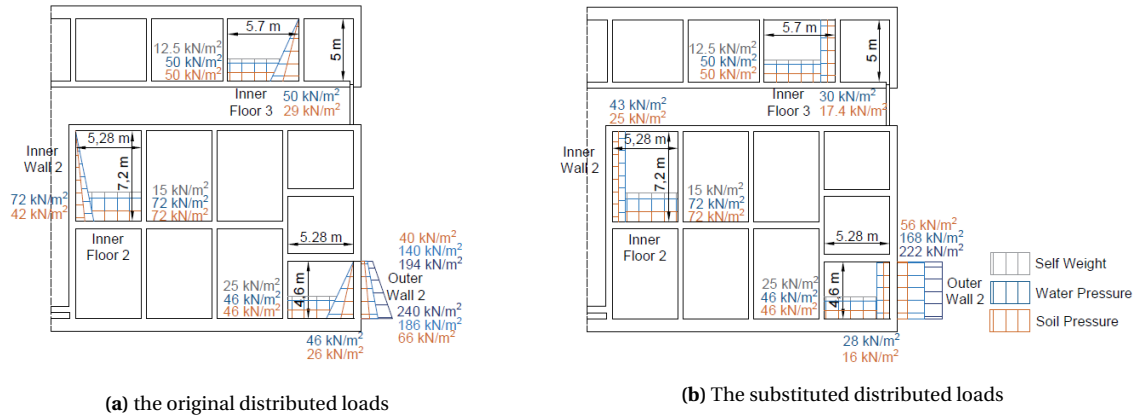 5.7 m
12.5 kN/m²
50 kN/m²
50 kN/m²
5 m
Inner
Floor 3
50 kN/m²
29 kN/m²
Inner
Wall 2
5,28 m
7,2 m
72 kN/m²
42 kN/m²
15 kN/m²
72 kN/m²
72 kN/m²
Inner
Floor 2
5.28 m
40 kN/m²
140 kN/m²
194 kN/m²
25 kN/m²
46 kN/m²
46 kN/m²
4,6 m
Outer
Wall 2
240 kN/m²
186 kN/m²
66 kN/m²
46 kN/m²
26 kN/m²
(a) the original distributed loads
5.7 m
12.5 kN/m²
50 kN/m²
50 kN/m²
5 m
Inner
Floor 3
30 kN/m²
17.4 kN/m²
43 kN/m²
25 kN/m²
Inner
Wall 2
5,28 m
7,2 m
15 kN/m²
72 kN/m²
72 kN/m²
Inner
Floor 2
5.28 m
56 kN/m²
168 kN/m²
222 kN/m²
25 kN/m²
46 kN/m²
46 kN/m²
4,6 m
Outer
Wall 2
28 kN/m²
16 kN/m²
Self Weight
Water Pressure
Soil Pressure
(b) The substituted distributed loads